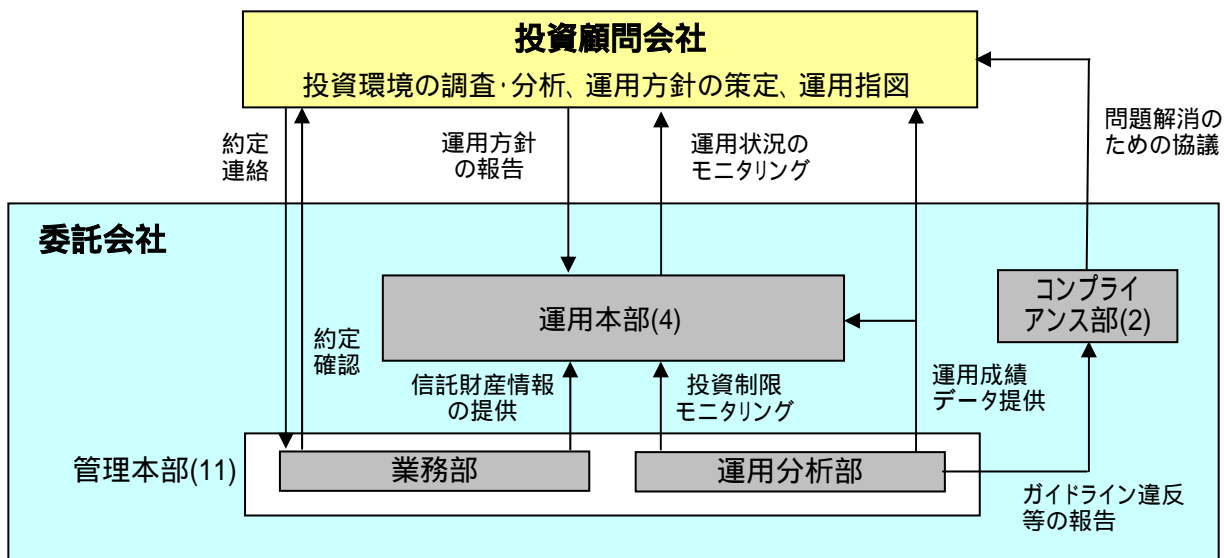 投資顧問会社
投資環境の調査・分析、運用方針の策定、運用指図
約定
連絡
運用方針
の報告
運用状況の
モニタリング
問題解消の
ための協議
委託会社
運用本部(4)
コンプライ
アンス部(2)
約定
確認
信託財産情報
の提供
投資制限
モニタリング
運用成績
データ提供
管理本部(11)
業務部
運用分析部
ガイドライン違反
等の報告